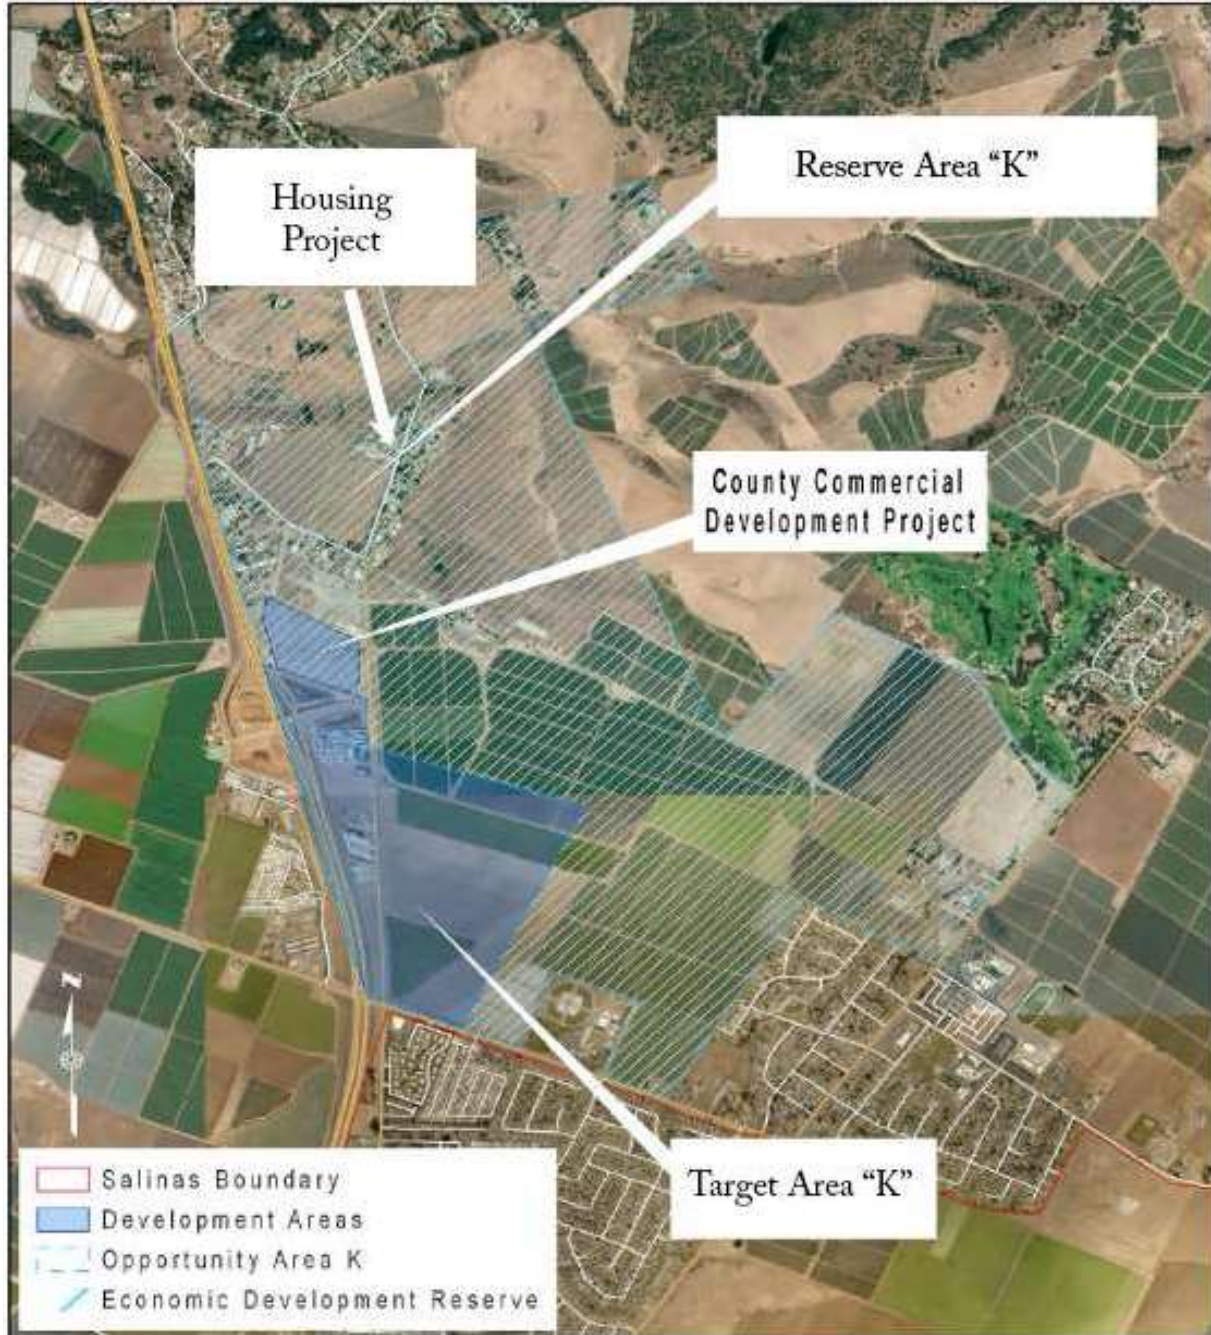 Reserve Area “K”
Housing
Project
County Commercial
Development Project
Z
Target Area “K”
Salinas Boundary
Development Areas
Opportunity Area K
Economic Development Reserve